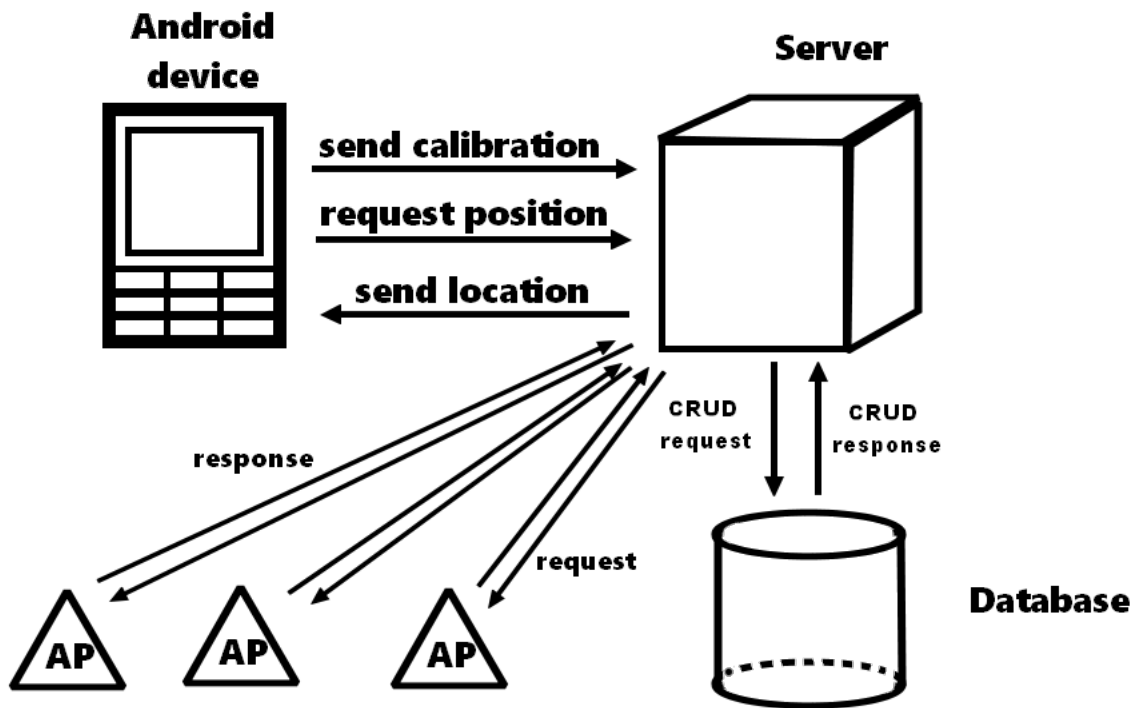 Android
device
Server
send calibration
request position
send location
CRUD
request
CRUD
response
response
request
AP
AP
AP
Database